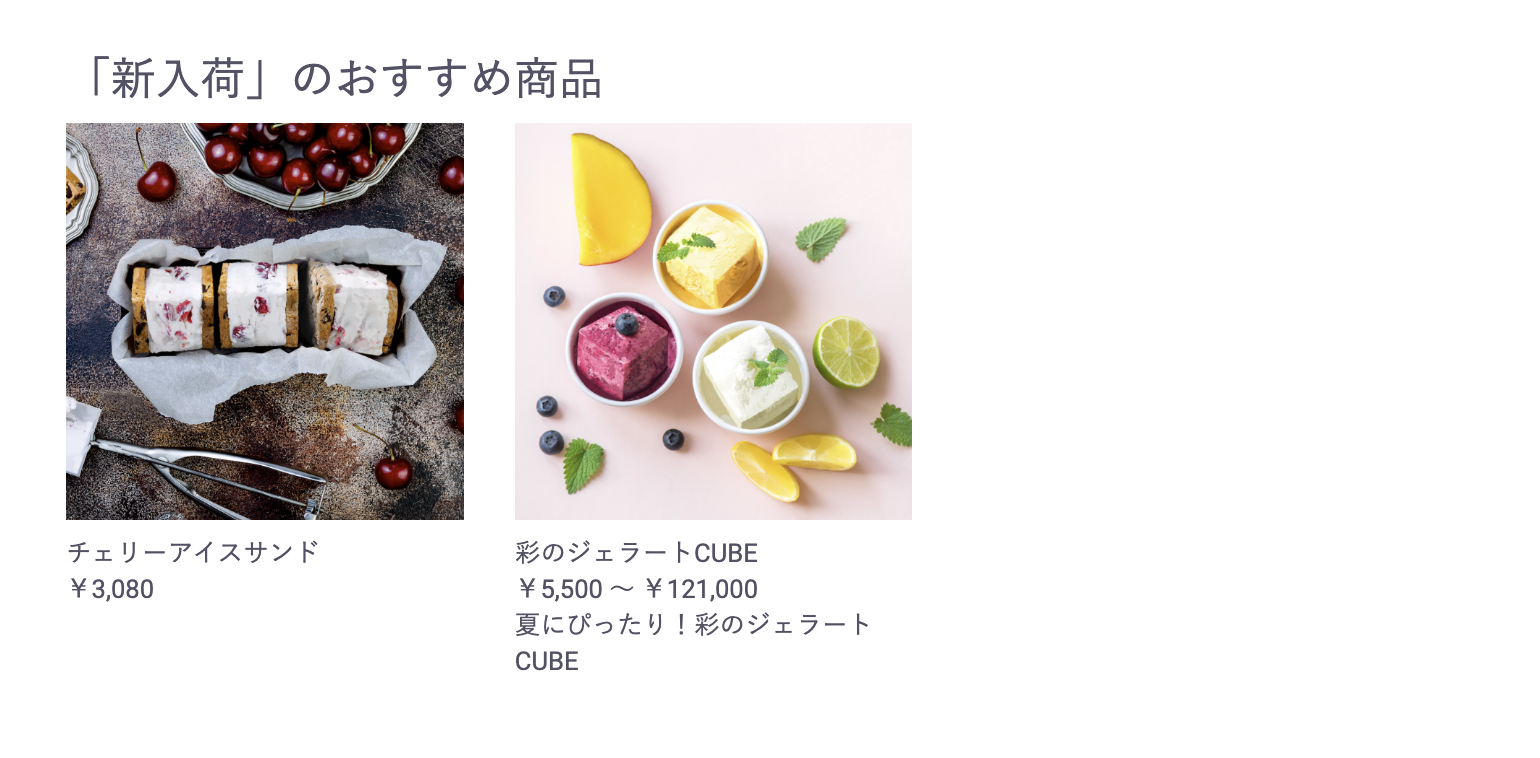 「新入荷」のおすすめ商品
チェリーアイスサンド
￥3,080
彩のジェラートCUBE
￥5,500 〜 ￥121,000
夏にぴったり！彩のジェラート
CUBE